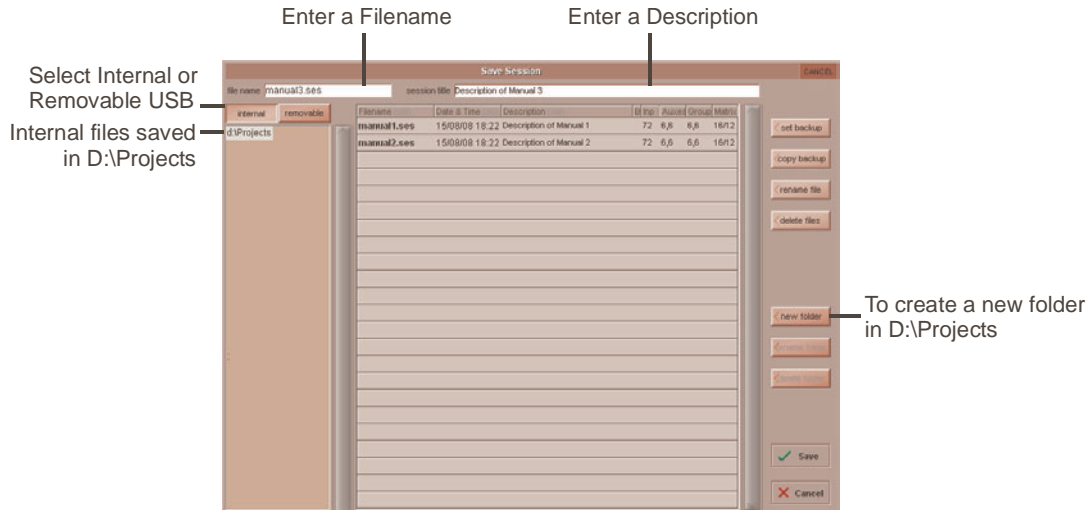 Enter a Filename
Enter a Description
Select Internal or
Removable USB
Internal files saved
in D:\Projects
Save Session
CANCEL
file name manual3.ses
session title Description of Manual 3
internal removable
d:\Projects
Filename Date & Time Description Inp Group Matrix
manual1.ses 15/08/08 18:22 Description of Manual 1 72 6,6 6,6 16/12
manual2.ses 15/08/08 18:22 Description of Manual 2 72 6,6 6,6 16/12
set backup
copy backup
rename file
delete files
new folder
To create a new folder
in D:\Projects
Save
Cancel